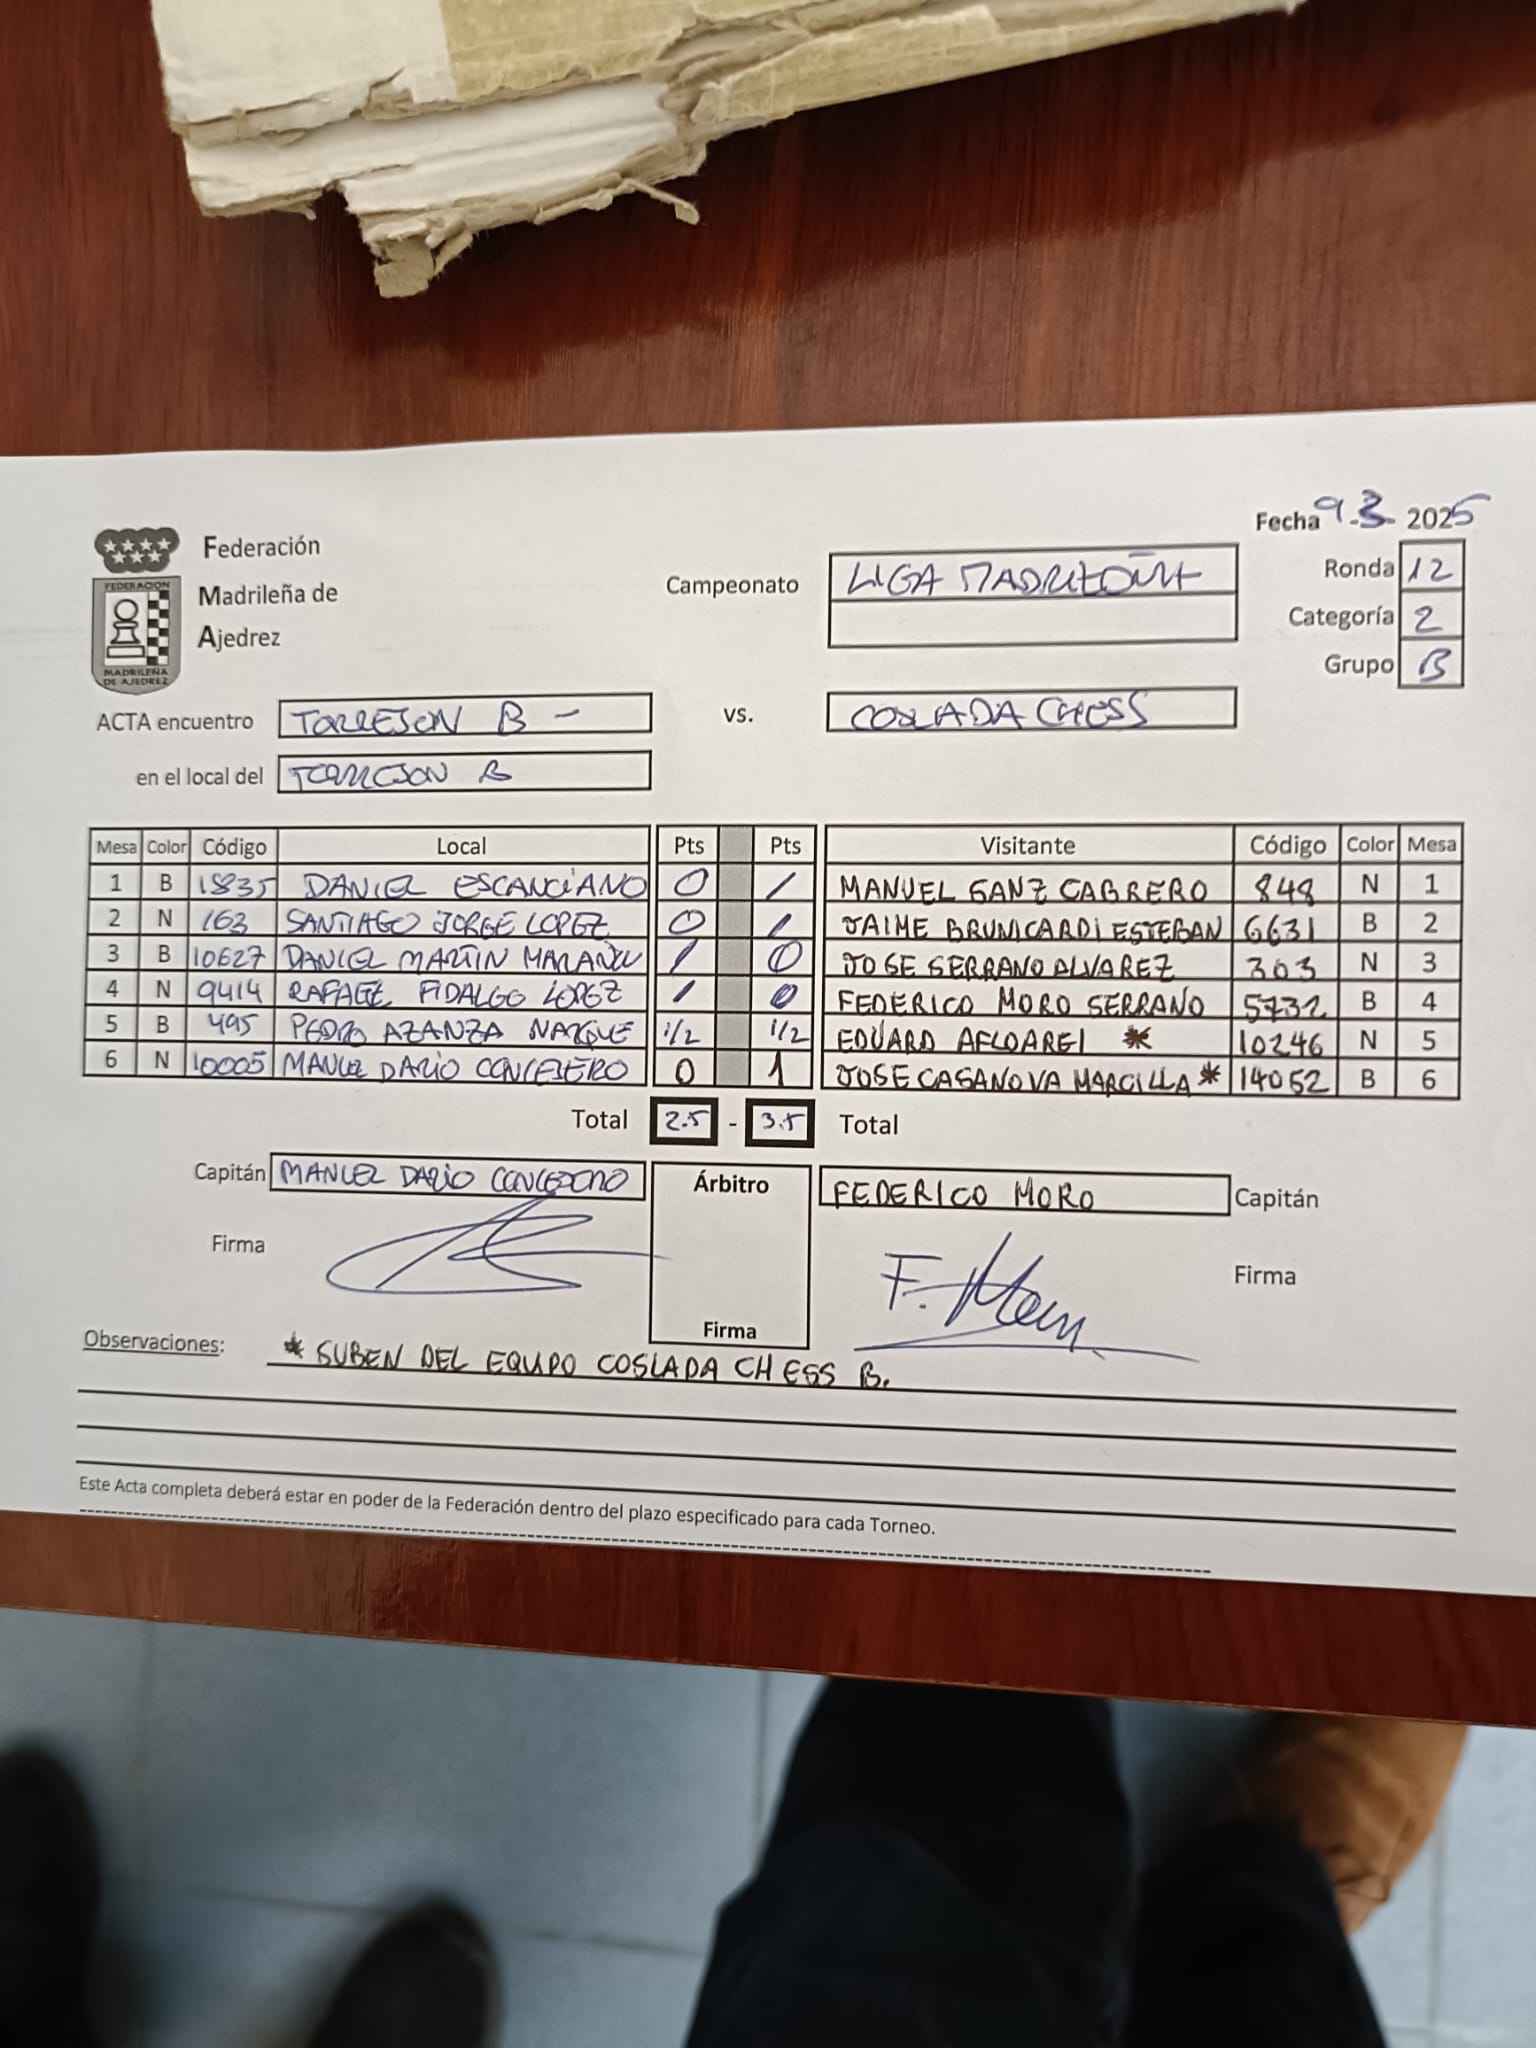 Fecha 9-3-2025
Federación
Madrileña de
Ajedrez
FEDERACION
MADRILEÑA
DE AJEDREZ
Campeonato LIGA MADRILEÑA
Ronda 12
Categoría 2
Grupo B
ACTA encuentro TORREJON B - vs. COSLADA CHESS
en el local del TORREJON B
Mesa Color Código Local Pts Pts Visitante Código Color Mesa
1 B 15835 DANIEL ESCANCIANO 0 1 MANUEL SANZ CABRERO 848 N 1
2 N 163 SANTIAGO JORGE LOPEZ 0 1 JAIME BRUNICARDI ESTEBAN 6631 B 2
3 B 10627 DANIEL MARTIN 1 0 JOSE SERRANO ALVAREZ 303 N 3
4 N 9414 RAFAEL FIDALGO LOPEZ 1 0 FEDERICO MORO SERRANO 5732 B 4
5 B 495 PEDRO AZANZA 1/2 1/2 EDUARD AFLOAREI * 10246 N 5
6 N 10005 MANUEL DARIO CONCEJERO 0 1 JOSE CASANOVA MARCILLA * 14052 B 6
Total 2.5 - 3.5 Total
Capitán MANUEL DARIO CONCEJERO Árbitro FEDERICO MORO Capitán
Firma F. Moro Firma
Firma
Observaciones: * SUBEN DEL EQUIPO COSLADA CHESS B.
Este Acta completa deberá estar en poder de la Federación dentro del plazo especificado para cada Torneo.